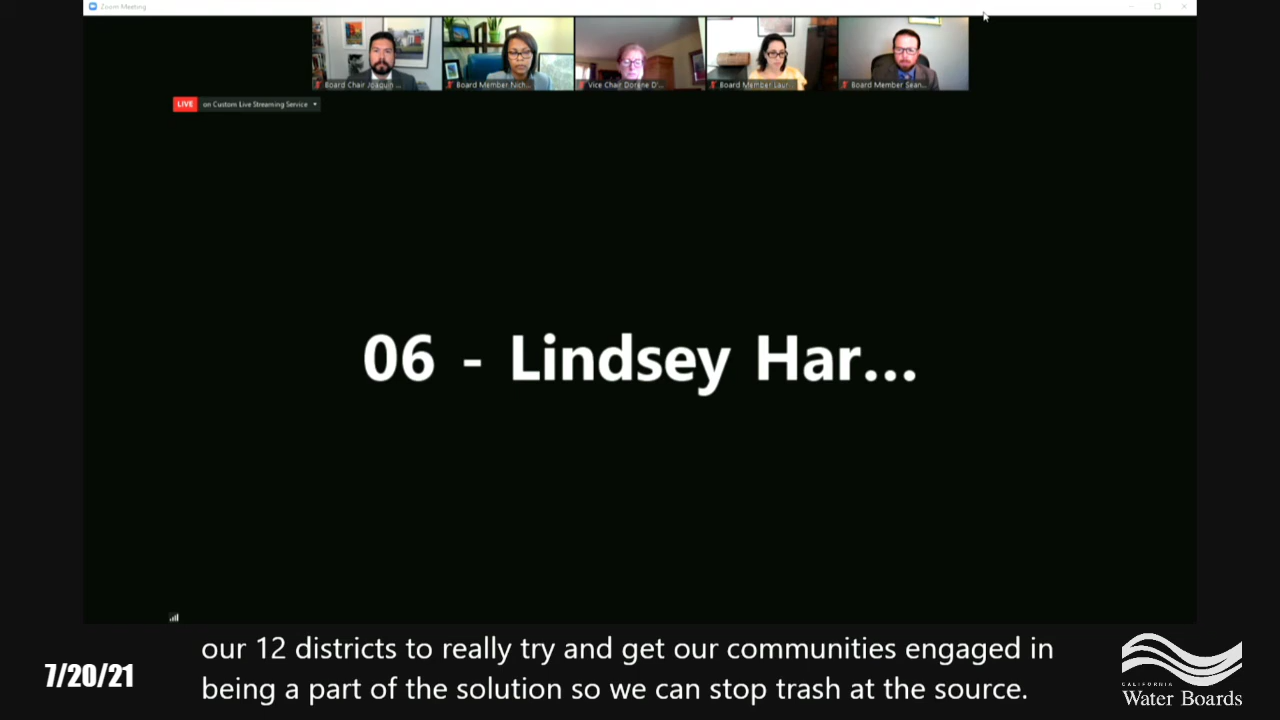 Zoom Meeting
Board Chair Joaquin ...
Board Member Nich...
Vice Chair Dorene D'...
Board Member Laur...
Board Member Sean...
LIVE on Custom Live Streaming Service
06 - Lindsey Har...
our 12 districts to really try and get our communities engaged in
being a part of the solution so we can stop trash at the source.
7/20/21
CALIFORNIA
Water Boards